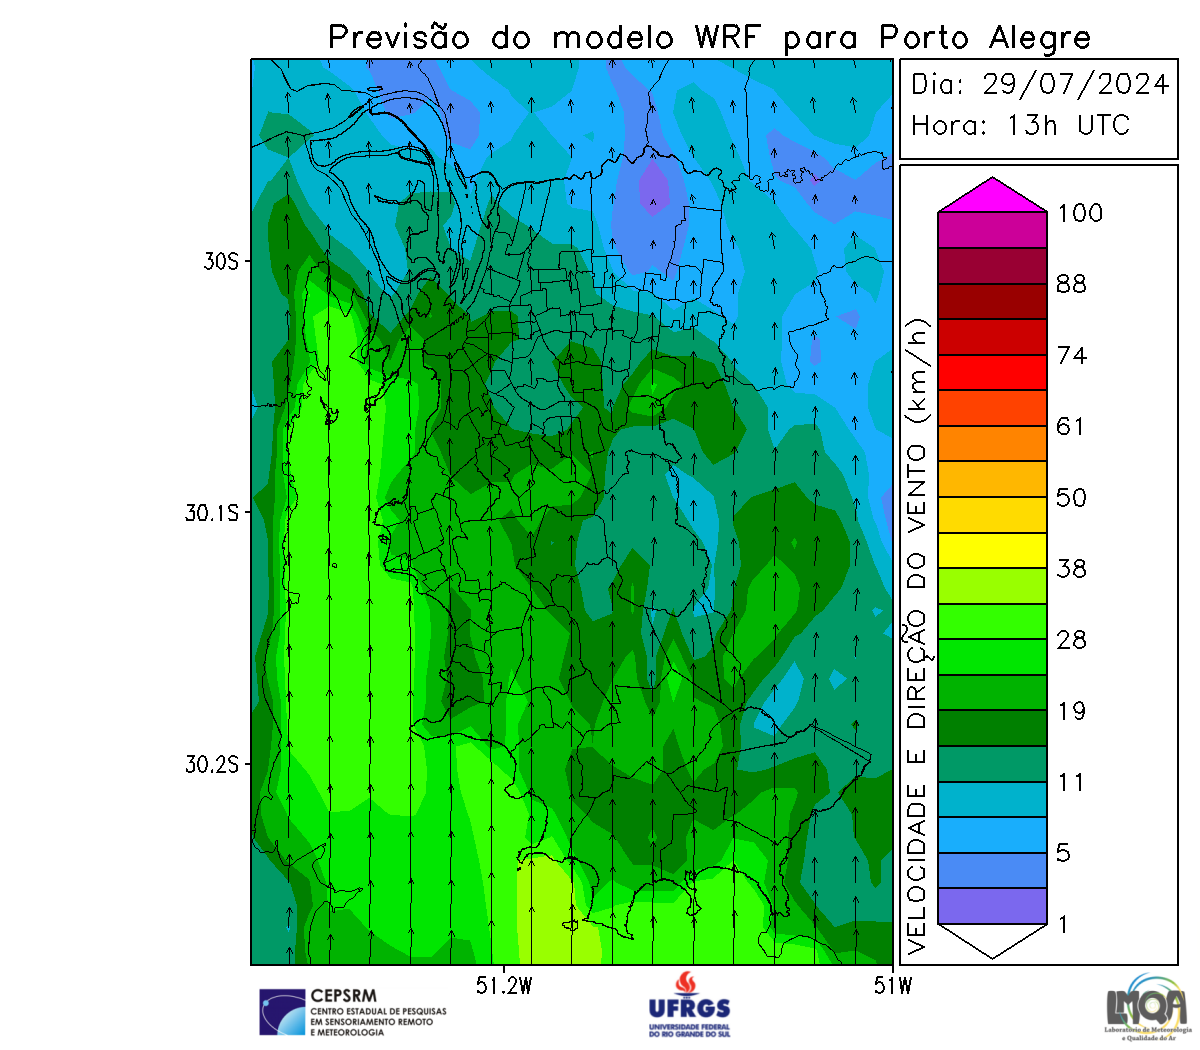 Previsão do modelo WRF para Porto Alegre
Dia: 29/07/2024
Hora: 13h UTC
30S
30.1S
30.2S
51.2W
51W
VELOCIDADE E DIREÇÃO DO VENTO (km/h)
100
88
74
61
50
38
28
19
11
5
1
CEPSRM
CENTRO ESTADUAL DE PESQUISAS
EM SENSORIAMENTO REMOTO
E METEOROLOGIA
UFRGS
UNIVERSIDADE FEDERAL
DO RIO GRANDE DO SUL
LMQA
Laboratório de Meteorologia
e Qualidade do Ar